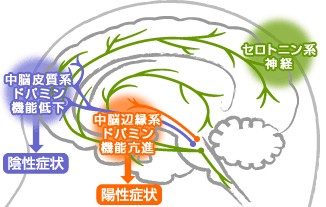 セロトニン系
神経
中脳皮質系
ドパミン
機能低下
中脳辺縁系
ドパミン
機能亢進
陰性症状
陽性症状